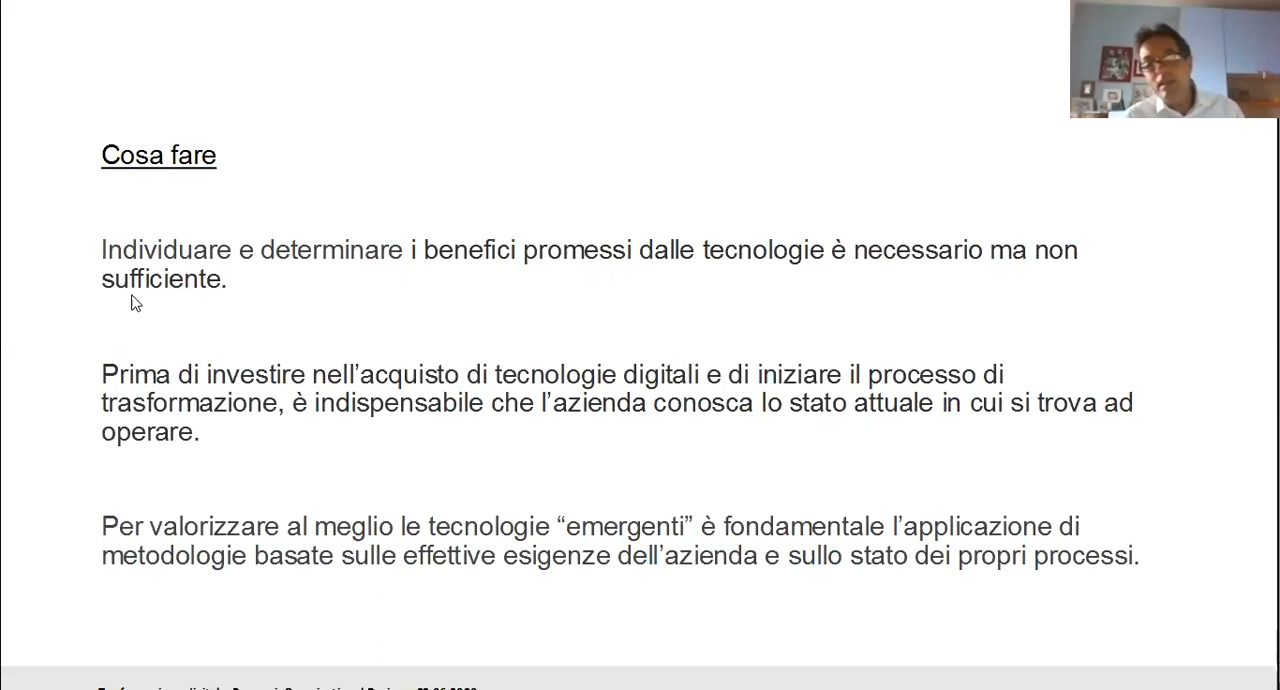 Cosa fare
Individuare e determinare i benefici promessi dalle tecnologie è necessario ma non
sufficiente.
Prima di investire nell’acquisto di tecnologie digitali e di iniziare il processo di
trasformazione, è indispensabile che l’azienda conosca lo stato attuale in cui si trova ad
operare.
Per valorizzare al meglio le tecnologie “emergenti” è fondamentale l’applicazione di
metodologie basate sulle effettive esigenze dell’azienda e sullo stato dei propri processi.